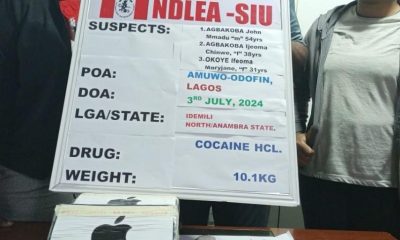 NDLEA -SIU
SUSPECTS:
1. AGBAKOBA John
Mmadu "m" 54yrs
2. AGBAKOBA Ijeoma
Chinwe, "f" 38yrs
3. OKOYE Ifeoma
Maryjane, "f" 31yrs
POA: AMUWO-ODOFIN,
LAGOS
DOA: 3RD JULY, 2024
LGA/STATE: IDEMILI
NORTH/ANAMBRA STATE.
DRUG: COCAINE HCL.
WEIGHT: 10.1KG